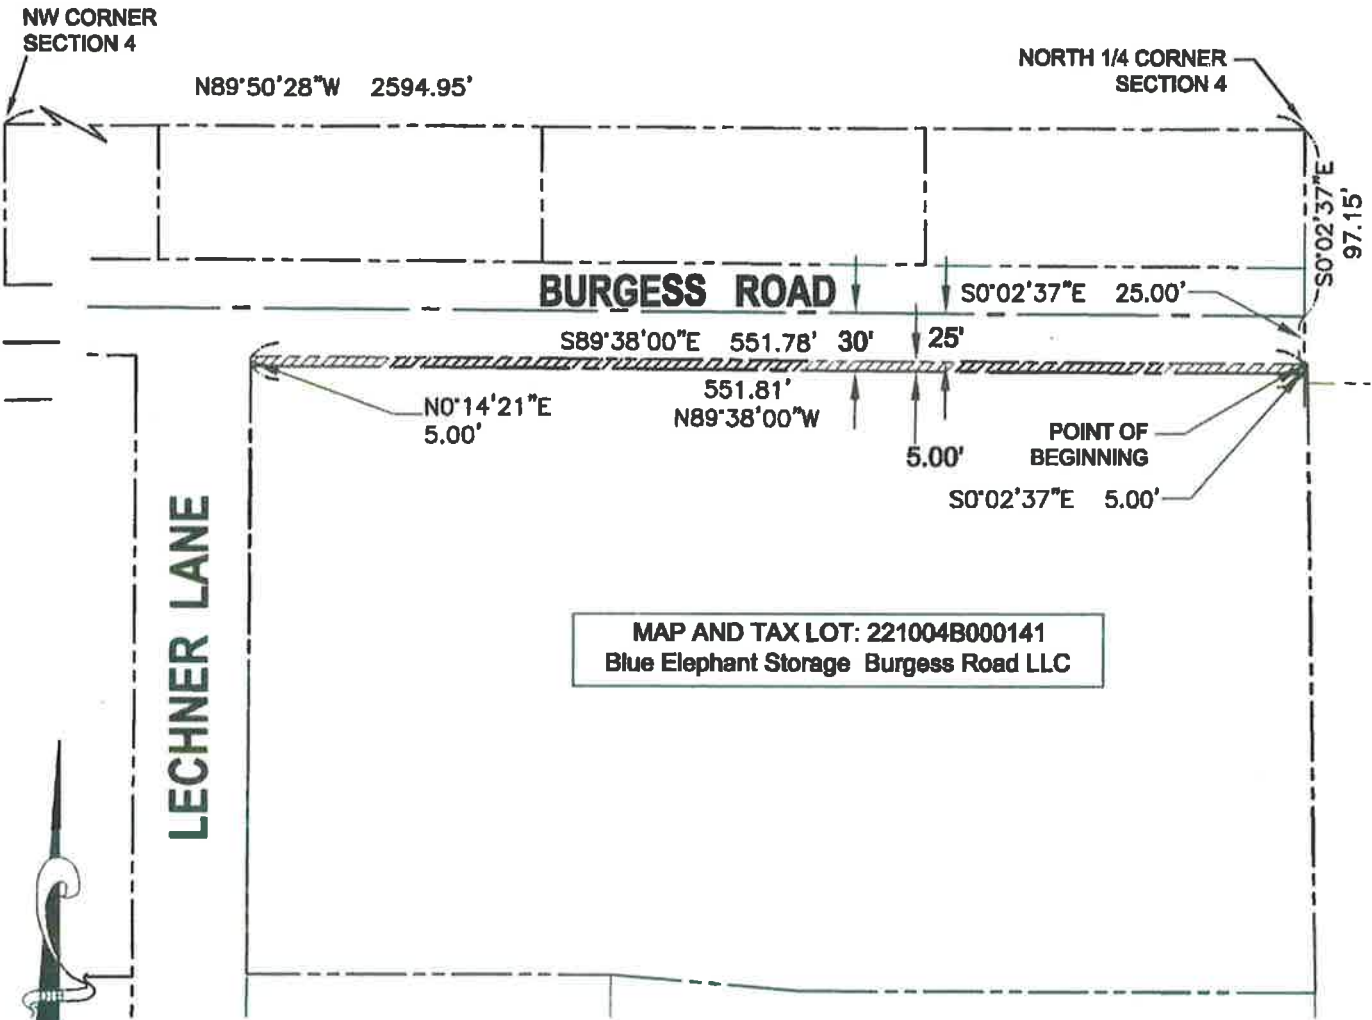 NW CORNER
SECTION 4
N89°50'28"W 2594.95'
NORTH 1/4 CORNER
SECTION 4
S0°02'37"E
97.15'
BURGESS ROAD
S0°02'37"E 25.00'
S89°38'00"E 551.78' 30' 25'
551.81'
N89°38'00"W
N0°14'21"E
5.00'
5.00'
POINT OF
BEGINNING
S0°02'37"E 5.00'
LECHNER LANE
MAP AND TAX LOT: 221004B000141
Blue Elephant Storage Burgess Road LLC